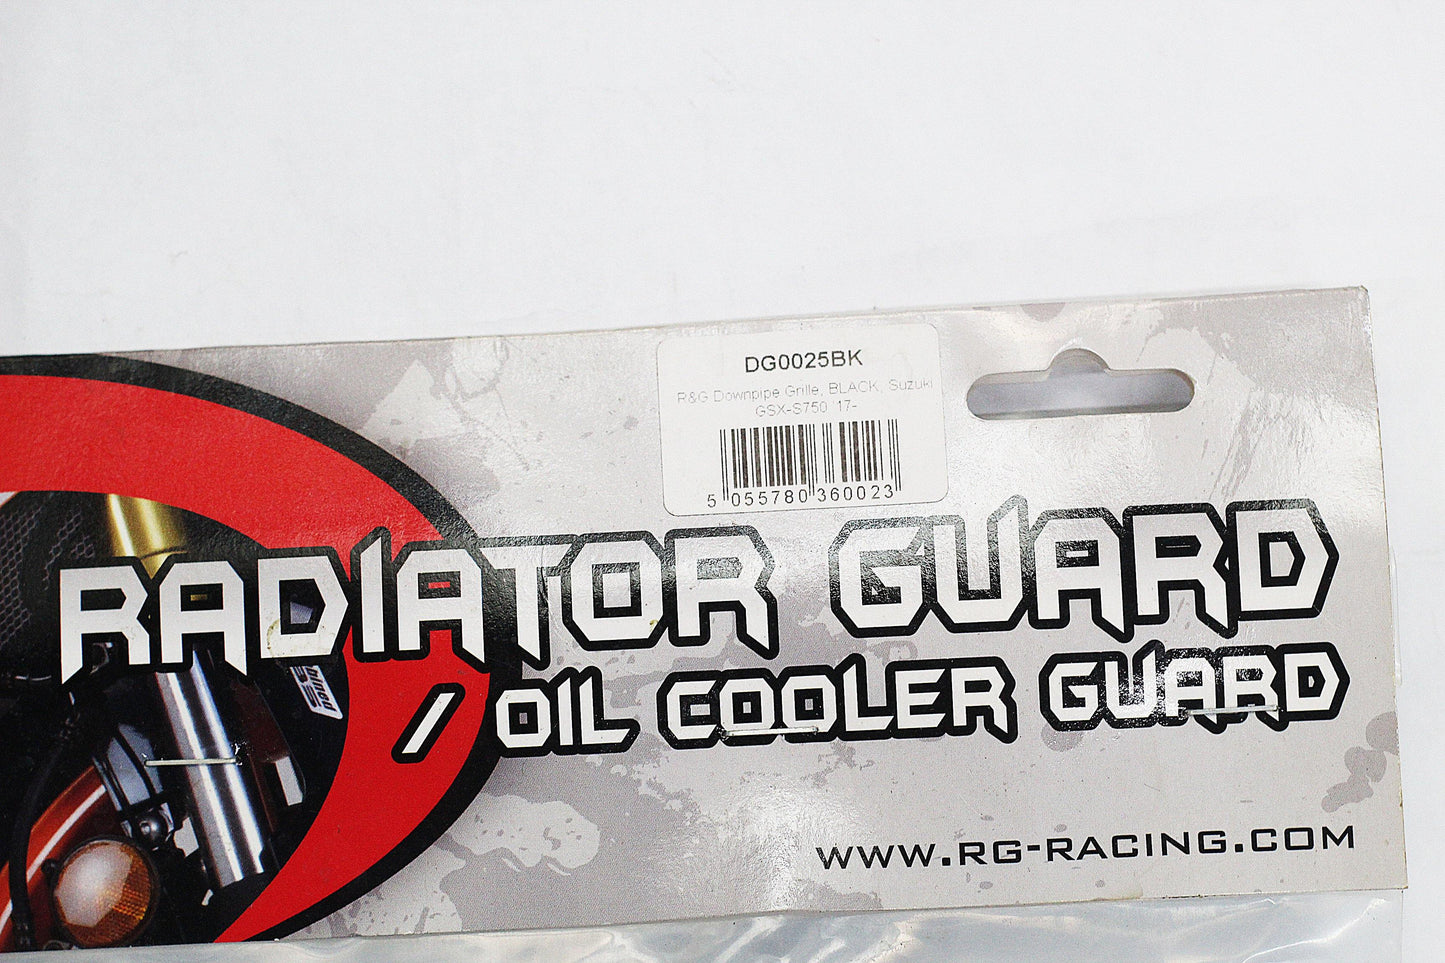 DG0025BK
R&G Downpipe Grille, BLACK, Suzuki
GSX-S750 '17-
5 055780 360023
RADIATOR GUARD
/ OIL COOLER GUARD
WWW.RG-RACING.COM